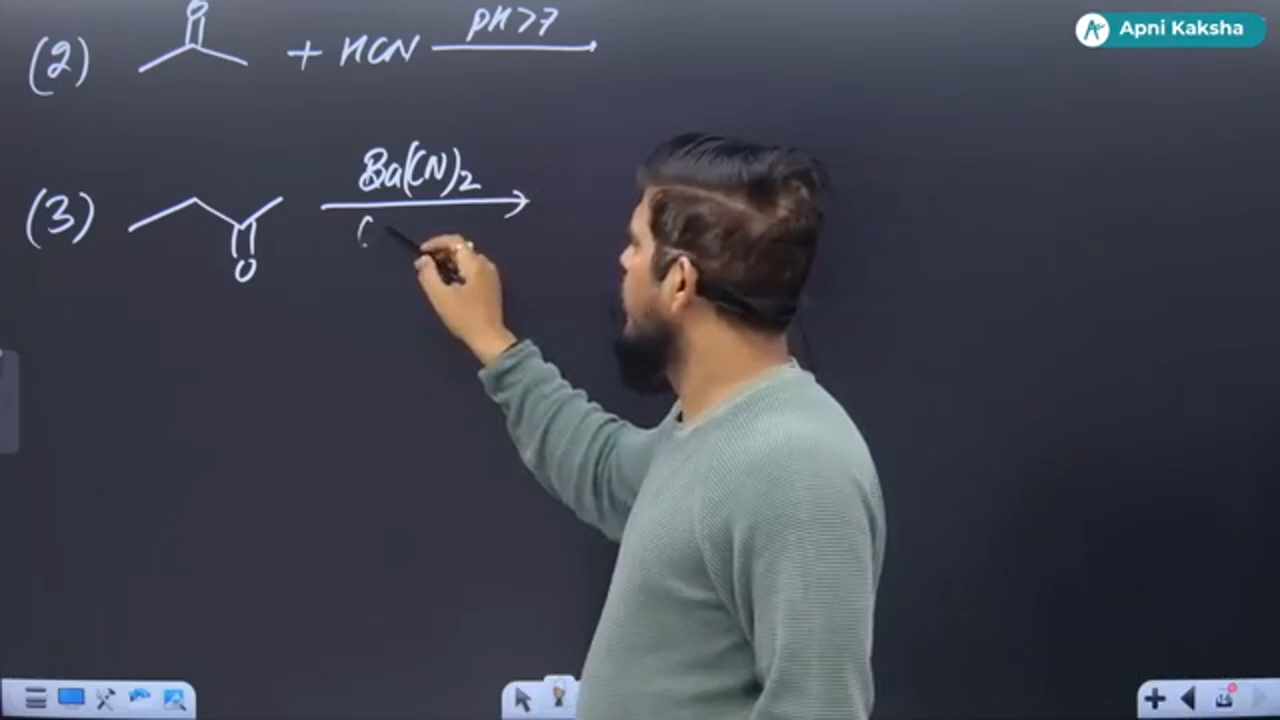 Apni Kaksha
(2) O + HCN pH>7
(3) O Ba(CN)2
(